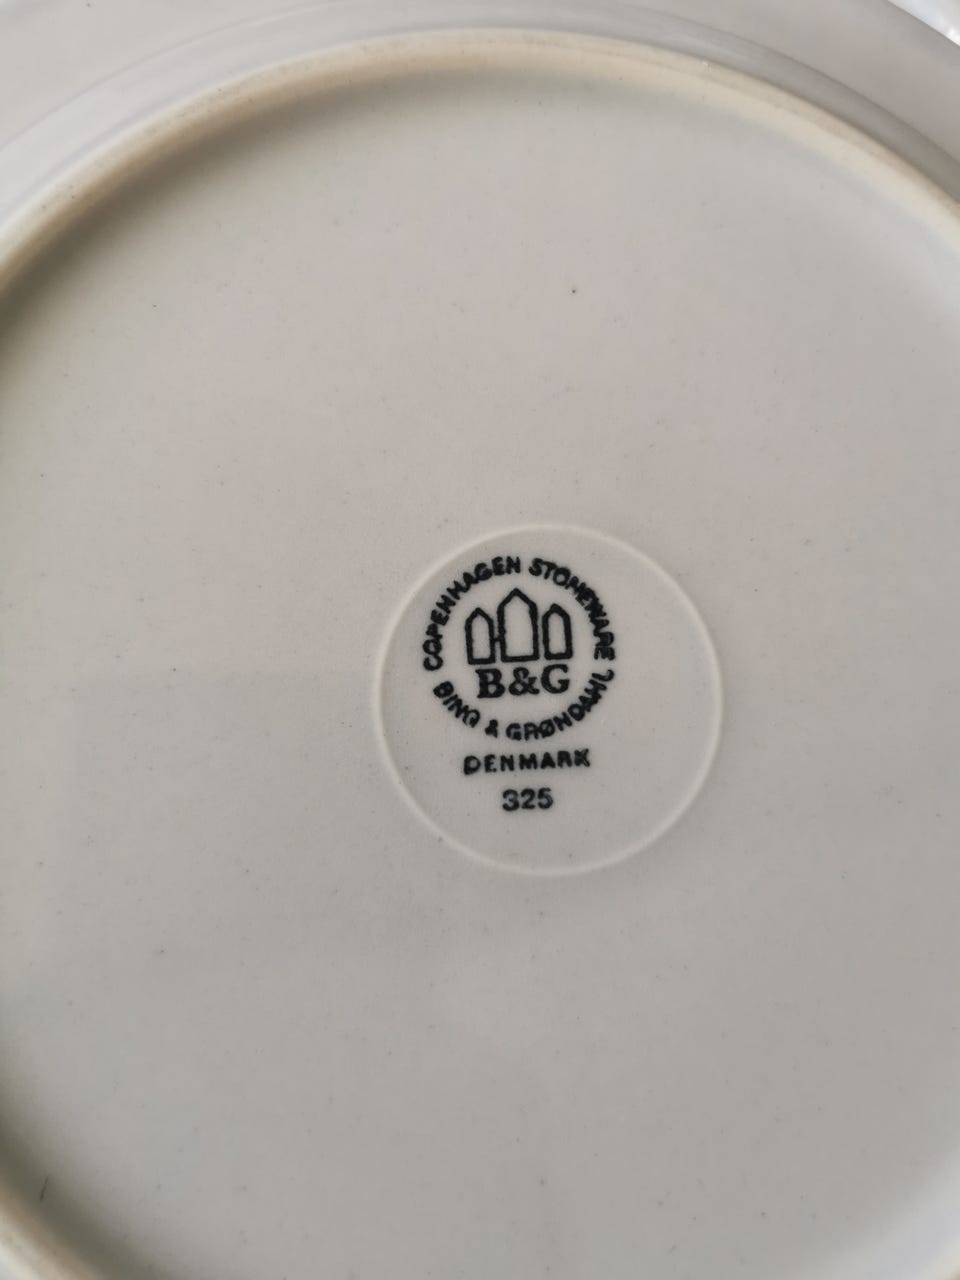 COPENHAGEN STONEWARE
B&G
BING & GRØNDAHL
DENMARK
325